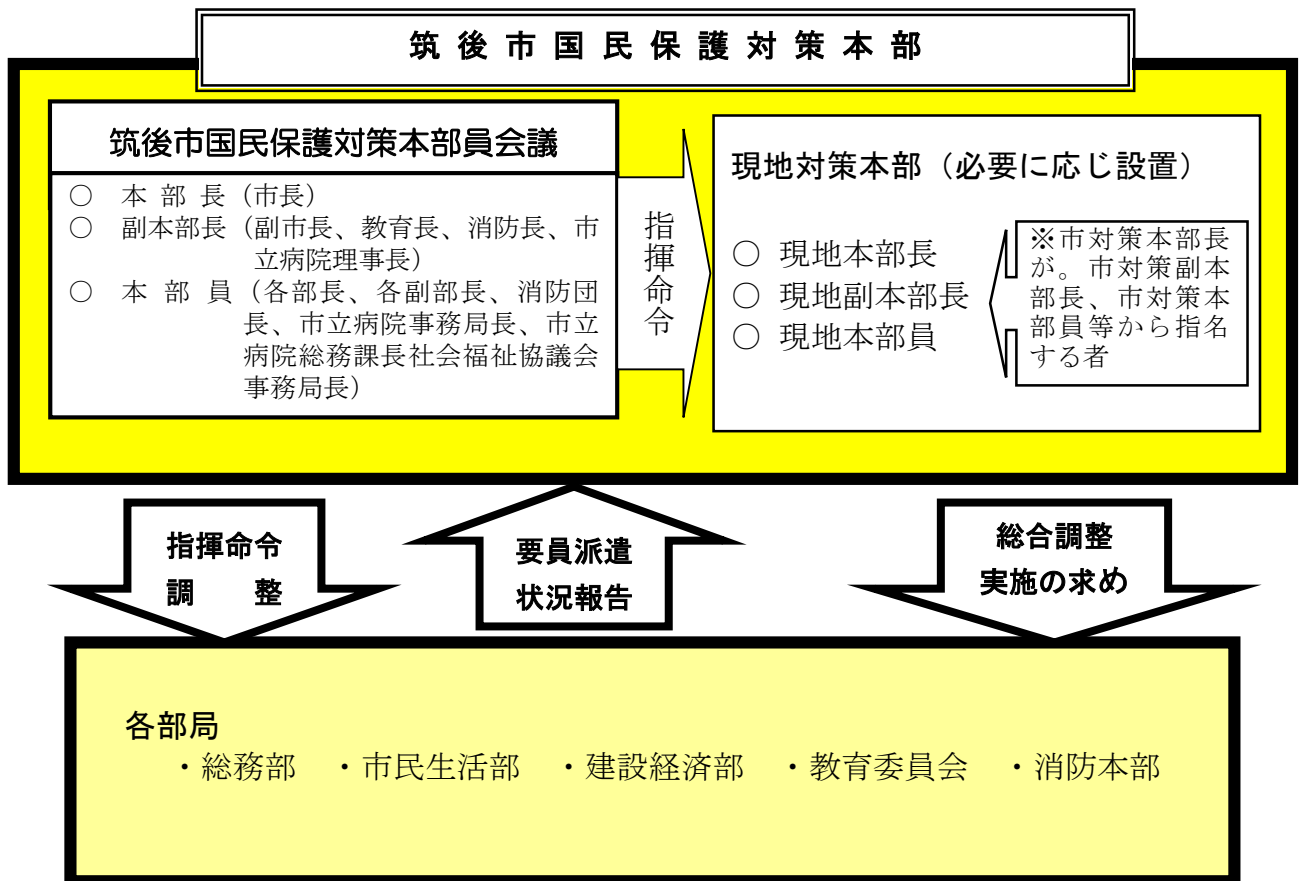 筑後市国民保護対策本部
筑後市国民保護対策本部員会議
○ 本部長(市長)
○ 副本部長(副市長、教育長、消防長、市
立病院理事長)
○ 本部員(各部長、各副部長、消防団
長、市立病院事務局長、市立
病院総務課長社会福祉協議会
事務局長)
指揮命令
現地対策本部(必要に応じ設置)
○ 現地本部長
○ 現地副本部長
○ 現地本部員
※市対策本部長
が。市対策副本
部長、市対策本
部員等から指名
する者
指揮命令
調 整
要員派遣
状況報告
総合調整
実施の求め
各部局
・総務部 ・市民生活部 ・建設経済部 ・教育委員会 ・消防本部